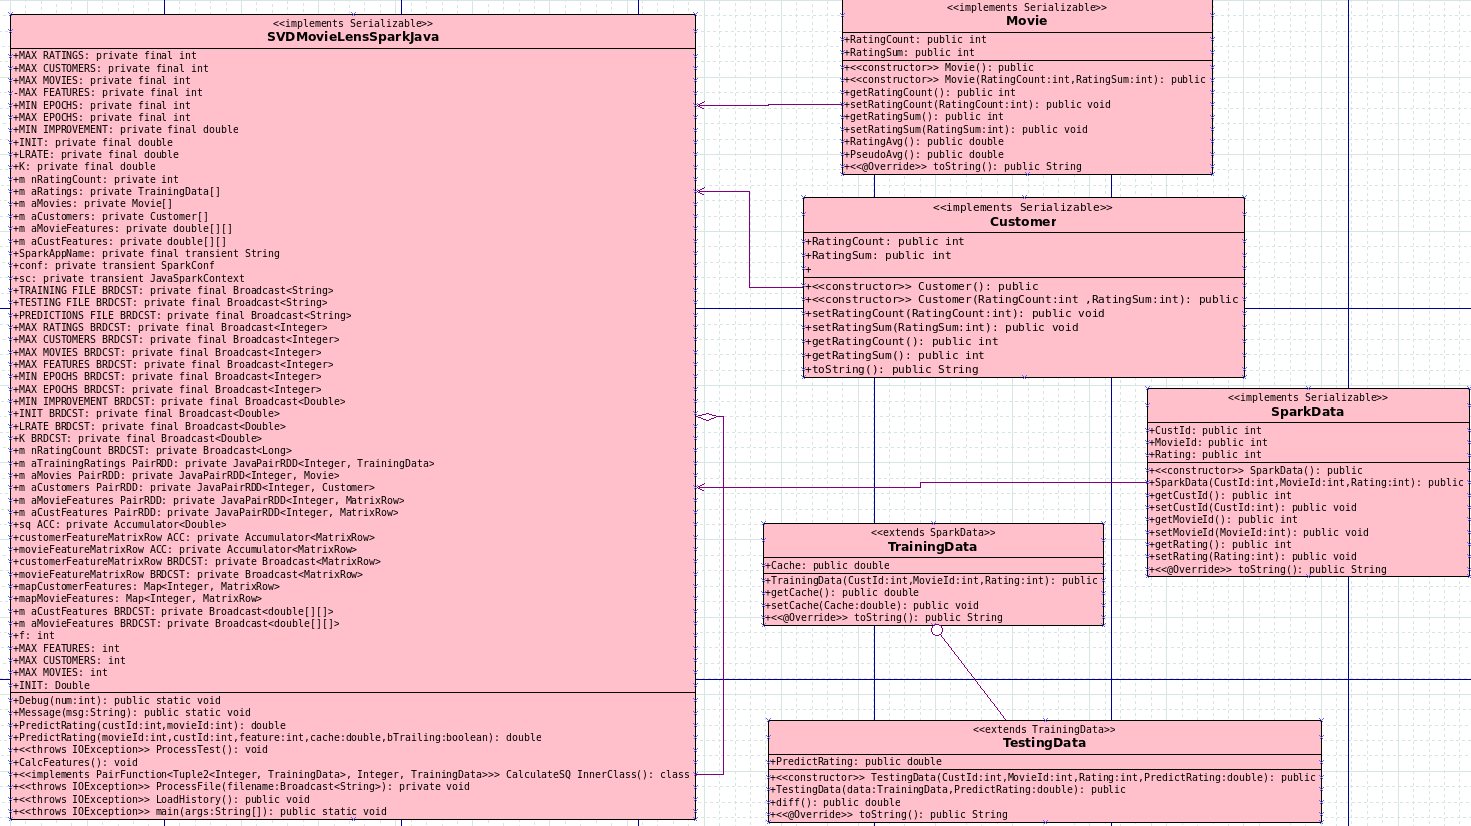 <<implements Serializable>>
SVDMovieLensSparkJava
+MAX RATINGS: private final int
+MAX CUSTOMERS: private final int
+MAX MOVIES: private final int
-MAX FEATURES: private final int
+MIN EPOCHS: private final int
+MAX EPOCHS: private final int
+MIN IMPROVEMENT: private final double
+INIT: private final double
+LRATE: private final double
+K: private final double
+m nRatingCount: private int
+m aRatings: private TrainingData[]
+m aMovies: private Movie[]
+m aCustomers: private Customer[]
+m aMovieFeatures: private double[][]
+m aCustFeatures: private double[][]
+SparkAppName: private final transient String
+conf: private transient SparkConf
+sc: private transient JavaSparkContext
+TRAINING FILE BRDCST: private final Broadcast<String>
+TESTING FILE BRDCST: private final Broadcast<String>
+PREDICTIONS FILE BRDCST: private final Broadcast<String>
+MAX RATINGS BRDCST: private final Broadcast<Integer>
+MAX CUSTOMERS BRDCST: private final Broadcast<Integer>
+MAX MOVIES BRDCST: private final Broadcast<Integer>
+MAX FEATURES BRDCST: private final Broadcast<Integer>
+MIN EPOCHS BRDCST: private final Broadcast<Integer>
+MAX EPOCHS BRDCST: private final Broadcast<Integer>
+MIN IMPROVEMENT BRDCST: private final Broadcast<Double>
+INIT BRDCST: private final Broadcast<Double>
+LRATE BRDCST: private final Broadcast<Double>
+K BRDCST: private final Broadcast<Double>
+m nRatingCount BRDCST: private Broadcast<Long>
+m aTrainingRatings PairRDD: private JavaPairRDD<Integer, TrainingData>
+m aMovies PairRDD: private JavaPairRDD<Integer, Movie>
+m aCustomers PairRDD: private JavaPairRDD<Integer, Customer>
+m aMovieFeatures PairRDD: private JavaPairRDD<Integer, MatrixRow>
+m aCustFeatures PairRDD: private JavaPairRDD<Integer, MatrixRow>
+sq ACC: private Accumulator<Double>
+customerFeatureMatrixRow ACC: private Accumulator<MatrixRow>
+movieFeatureMatrixRow ACC: private Accumulator<MatrixRow>
+customerFeatureMatrixRow BRDCST: private Broadcast<MatrixRow>
+movieFeatureMatrixRow BRDCST: private Broadcast<MatrixRow>
+mapCustomerFeatures: Map<Integer, MatrixRow>
+mapMovieFeatures: Map<Integer, MatrixRow>
+m aCustFeatures BRDCST: private Broadcast<double[][]>
+m aMovieFeatures BRDCST: private Broadcast<double[][]>
+f: int
+MAX FEATURES: int
+MAX CUSTOMERS: int
+MAX MOVIES: int
+INIT: Double
+Debug(num:int): public static void
+Message(msg:String): public static void
+PredictRating(custId:int,movieId:int): double
+PredictRating(movieId:int,custId:int,feature:int,cache:double,bTrailing:boolean): double
+<<throws IOException>> ProcessTest(): void
+CalcFeatures(): void
+<<implements PairFunction<Tuple2<Integer, TrainingData>, Integer, TrainingData>>> CalculateSQ InnerClass(): class
+<<throws IOException>> ProcessFile(filename:Broadcast<String>): private void
+<<throws IOException>> LoadHistory(): public void
+<<throws IOException>> main(args:String[]): public static void
<<implements Serializable>>
Movie
+RatingCount: public int
+RatingSum: public int
+<<constructor>> Movie(): public
+<<constructor>> Movie(RatingCount:int,RatingSum:int): public
+getRatingCount(): public int
+setRatingCount(RatingCount:int): public void
+getRatingSum(): public int
+setRatingSum(RatingSum:int): public void
+RatingAvg(): public double
+PseudoAvg(): public double
+<<@Override>> toString(): public String
<<implements Serializable>>
Customer
+RatingCount: public int
+RatingSum: public int
+
+<<constructor>> Customer(): public
+<<constructor>> Customer(RatingCount:int ,RatingSum:int): public
+setRatingCount(RatingCount:int): public void
+setRatingSum(RatingSum:int): public void
+getRatingCount(): public int
+getRatingSum(): public int
+toString(): public String
<<implements Serializable>>
SparkData
+CustId: public int
+MovieId: public int
+Rating: public int
+<<constructor>> SparkData(): public
+SparkData(CustId:int,MovieId:int,Rating:int): public
+getCustId(): public int
+setCustId(CustId:int): public void
+getMovieId(): public int
+setMovieId(MovieId:int): public void
+getRating(): public int
+setRating(Rating:int): public void
+<<@Override>> toString(): public String
<<extends SparkData>>
TrainingData
+Cache: public double
+TrainingData(CustId:int,MovieId:int,Rating:int): public
+getCache(): public double
+setCache(Cache:double): public void
+<<@Override>> toString(): public String
<<extends TrainingData>>
TestingData
+PredictRating: public double
+<<constructor>> TestingData(CustId:int,MovieId:int,Rating:int,PredictRating:double): public
+TestingData(data:TrainingData,PredictRating:double): public
+diff(): public double
+<<@Override>> toString(): public String